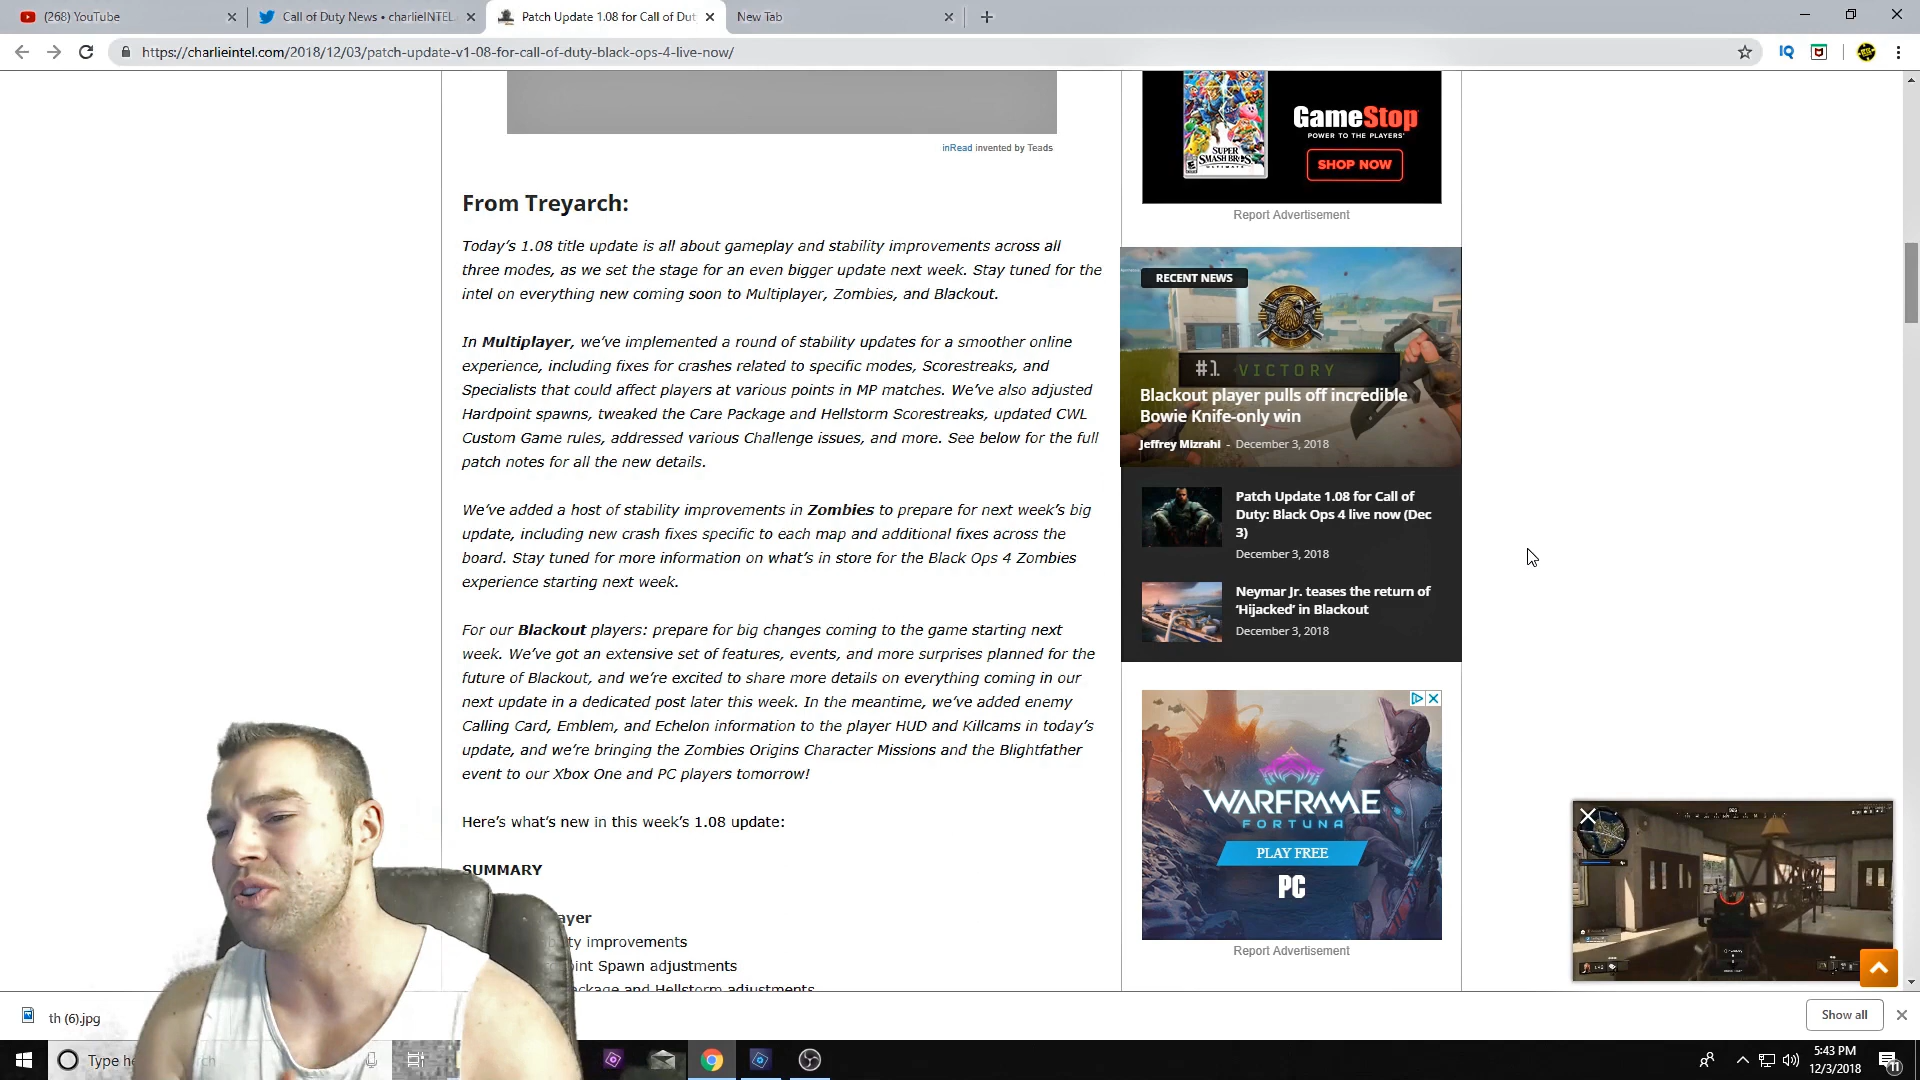 (268) YouTube
Call of Duty News • charlieINTEL
Patch Update 1.08 for Call of Dut
New Tab
https://charlieintel.com/2018/12/03/patch-update-v1-08-for-call-of-duty-black-ops-4-live-now/
inRead invented by Teads
From Treyarch:
Today's 1.08 title update is all about gameplay and stability improvements across all
three modes, as we set the stage for an even bigger update next week. Stay tuned for the
intel on everything new coming soon to Multiplayer, Zombies, and Blackout.
In Multiplayer, we've implemented a round of stability updates for a smoother online
experience, including fixes for crashes related to specific modes, Scorestreaks, and
Specialists that could affect players at various points in MP matches. We've also adjusted
Hardpoint spawns, tweaked the Care Package and Hellstorm Scorestreaks, updated CWL
Custom Game rules, addressed various Challenge issues, and more. See below for the full
patch notes for all the new details.
We've added a host of stability improvements in Zombies to prepare for next week's big
update, including new crash fixes specific to each map and additional fixes across the
board. Stay tuned for more information on what's in store for the Black Ops 4 Zombies
experience starting next week.
For our Blackout players: prepare for big changes coming to the game starting next
week. We've got an extensive set of features, events, and more surprises planned for the
future of Blackout, and we're excited to share more details on everything coming in our
next update in a dedicated post later this week. In the meantime, we've added enemy
Calling Card, Emblem, and Echelon information to the player HUD and Killcams in today's
update, and we're bringing the Zombies Origins Character Missions and the Blightfather
event to our Xbox One and PC players tomorrow!
Here's what's new in this week's 1.08 update:
SUMMARY
ayer
ty improvements
int Spawn adjustments
ackage and Hellstorm adjustments
SUPER
SMASH BROS.
ULTIMATE
GameStop
POWER TO THE PLAYERS
SHOP NOW
Report Advertisement
RECENT NEWS
#1 VICTORY
Blackout player pulls off incredible
Bowie Knife-only win
Jeffrey Mizrahi - December 3, 2018
Patch Update 1.08 for Call of
Duty: Black Ops 4 live now (Dec
3)
December 3, 2018
Neymar Jr. teases the return of
'Hijacked' in Blackout
December 3, 2018
WARFRAME
FORTUNA
PLAY FREE
PC
Report Advertisement
th (6).jpg
Show all
Type he
arch
5:43 PM
12/3/2018
11